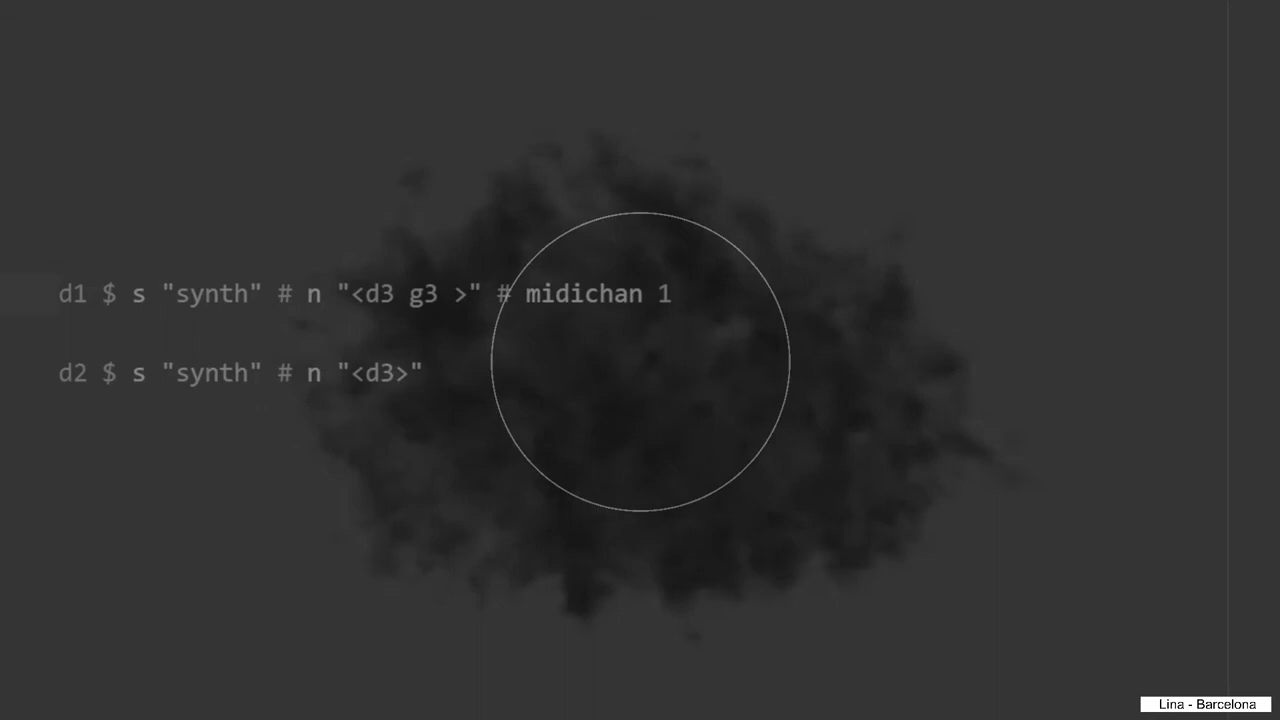 d1 $ s "synth" # n "<d3 g3 >" # midichan 1
d2 $ s "synth" # n "<d3>"
Lina - Barcelona